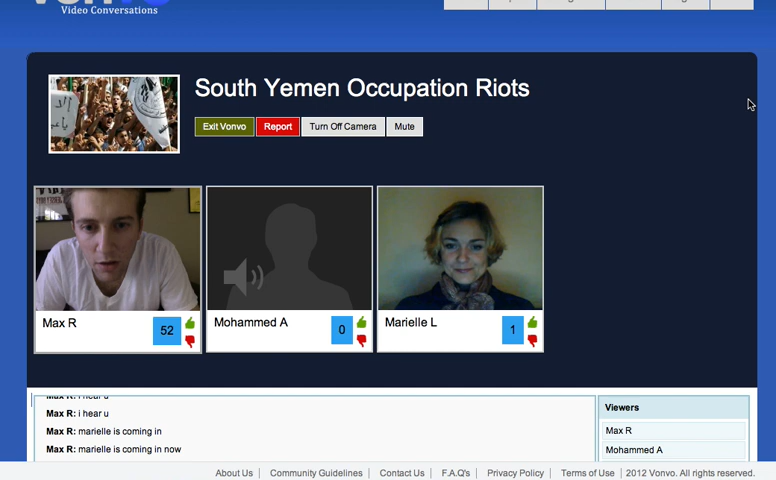 Video Conversations
South Yemen Occupation Riots
Exit Vonvo
Report
Turn Off Camera
Mute
Max R
52
Mohammed A
0
Marielle L
1
Max R: i hear u
Max R: i hear u
Max R: marielle is coming in
Max R: marielle is coming in now
Viewers
Max R
Mohammed A
About Us
Community Guidelines
Contact Us
F.A.Q's
Privacy Policy
Terms of Use
2012 Vonvo. All rights reserved.